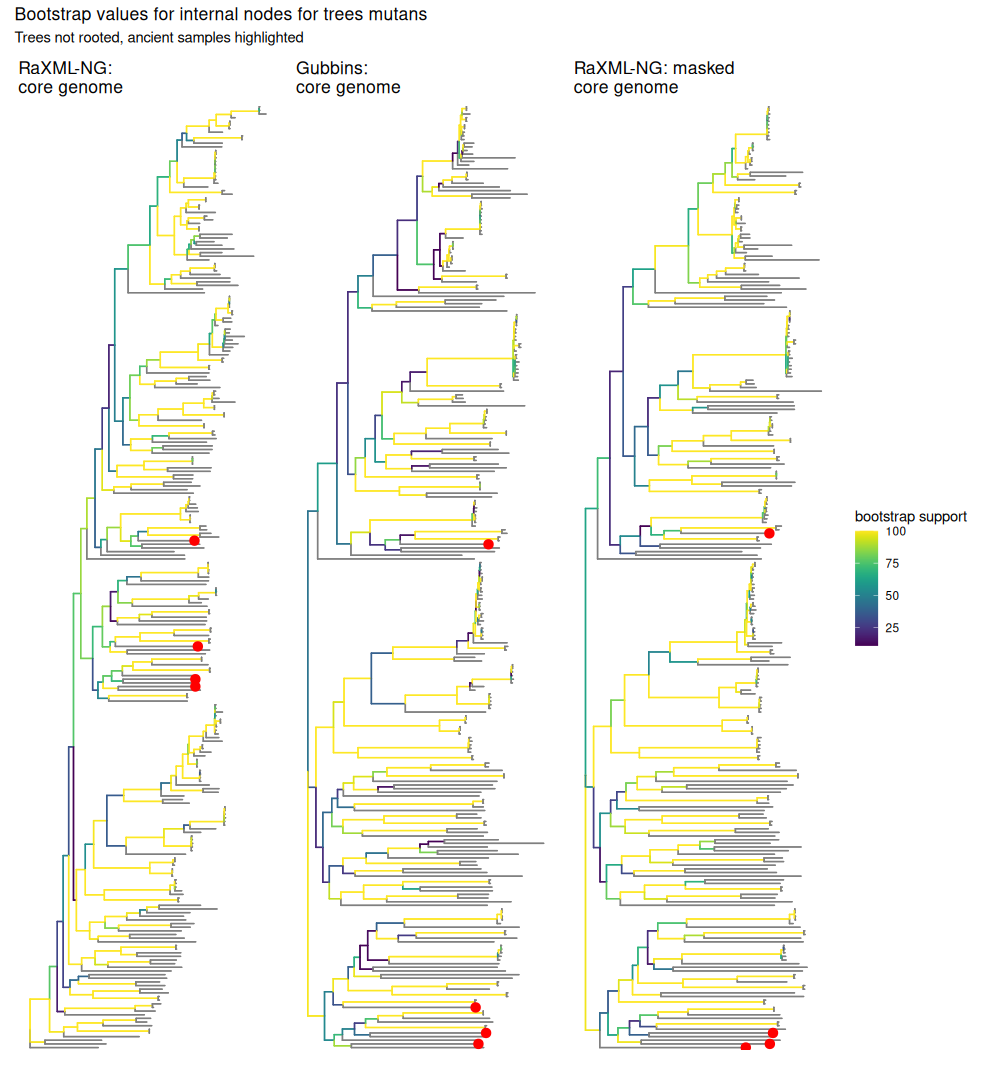 Bootstrap values for internal nodes for trees mutans
Trees not rooted, ancient samples highlighted
RaXML-NG:
core genome
Gubbins:
core genome
RaXML-NG: masked
core genome
bootstrap support
100
75
50
25